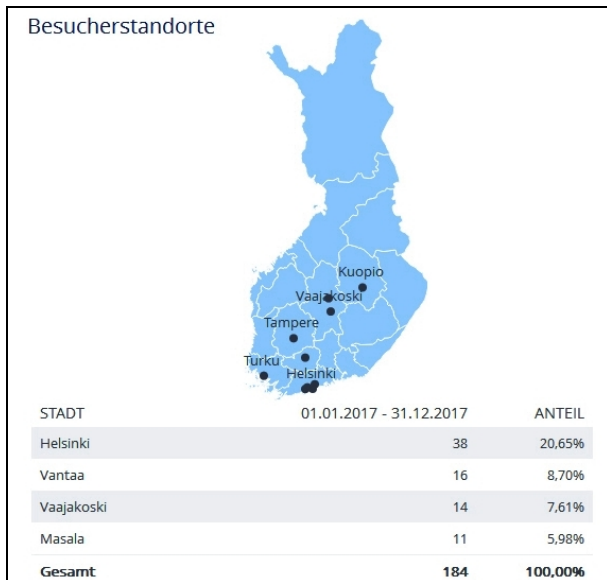 Besucherstandorte
Kuopio
Vaajakoski
Tampere
Turku
Helsinki
STADT 01.01.2017 - 31.12.2017 ANTEIL
Helsinki 38 20,65%
Vantaa 16 8,70%
Vaajakoski 14 7,61%
Masala 11 5,98%
Gesamt 184 100,00%